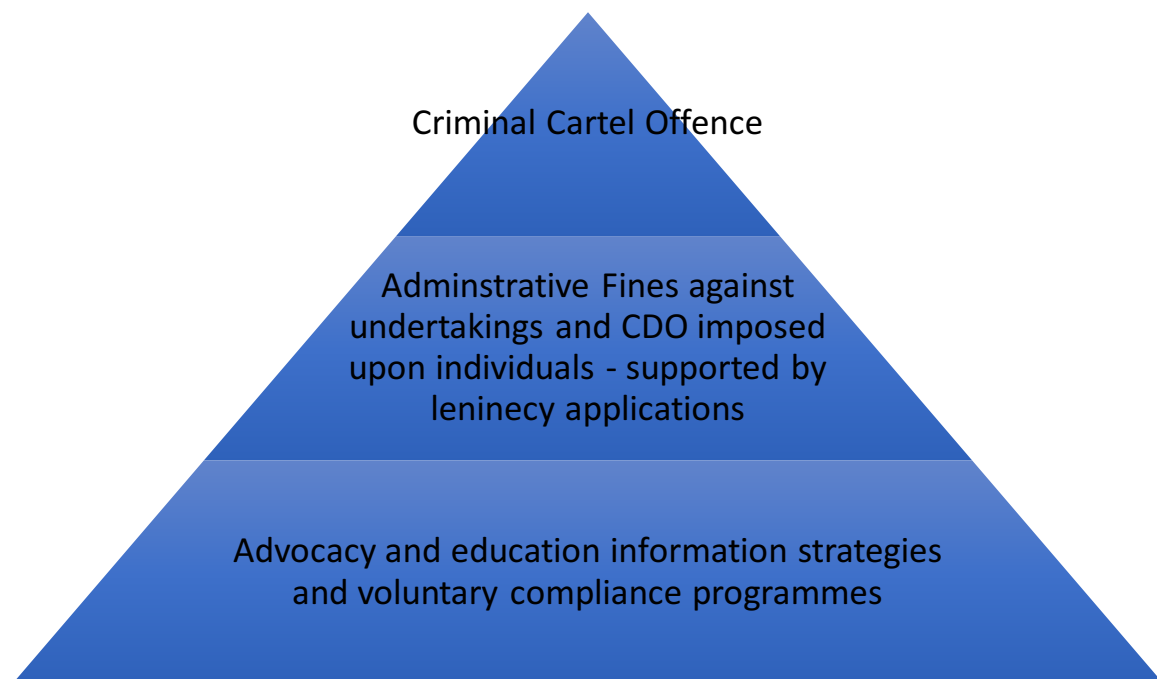 Criminal Cartel Offence
Adminstrative Fines against
undertakings and CDO imposed
upon individuals - supported by
leninecy applications
Advocacy and education information strategies
and voluntary compliance programmes